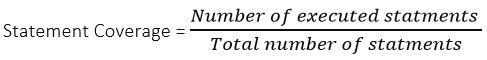 Number of executed statments
Statement Coverage =
Total number of statments